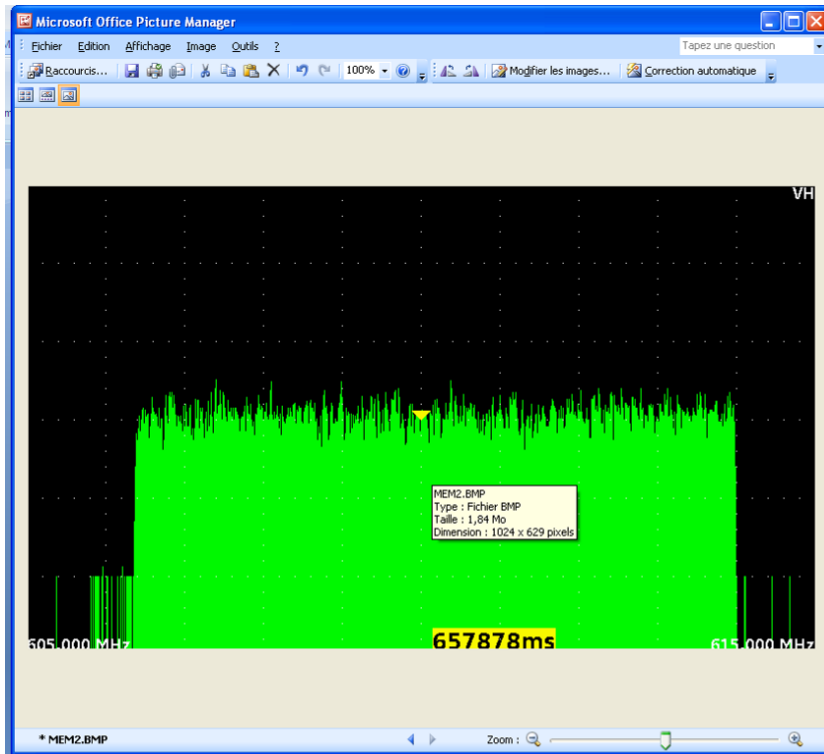 Microsoft Office Picture Manager
Fichier Edition Affichage Image Outils ? Tapez une question
Raccourcis... 100% Modifier les images... Correction automatique
VH
MEM2.BMP
Type : Fichier BMP
Taille : 1,84 Mo
Dimension : 1024 x 629 pixels
605.000 MHz 657878ms 615.000 MHz
* MEM2.BMP Zoom :